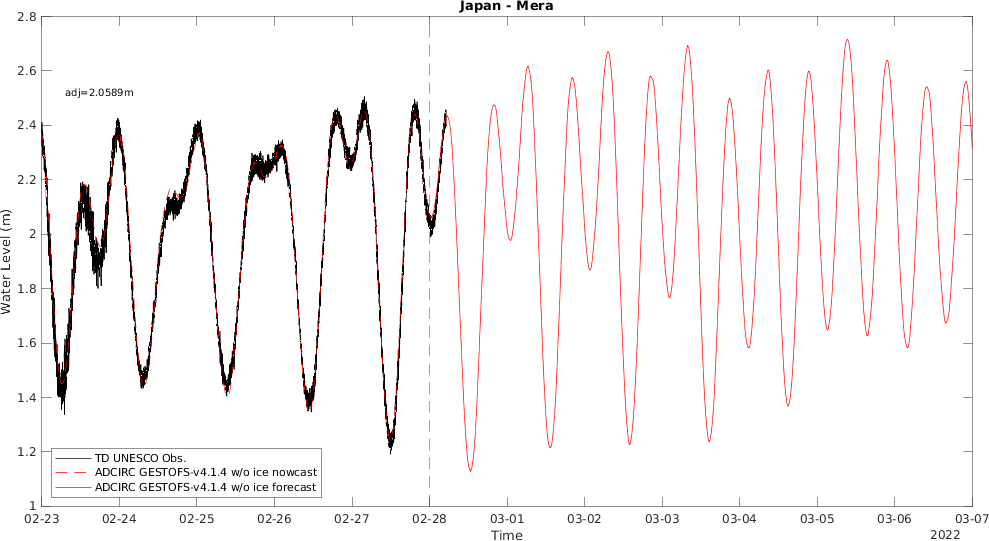 Japan - Mera
2.8
2.6
2.4
2.2
2
1.8
1.6
1.4
1.2
1
Water Level (m)
adj=2.0589m
TD UNESCO Obs.
ADCIRC GESTOFS-v4.1.4 w/o ice nowcast
ADCIRC GESTOFS-v4.1.4 w/o ice forecast
02-23 02-24 02-25 02-26 02-27 02-28 03-01 03-02 03-03 03-04 03-05 03-06 03-07
Time
2022